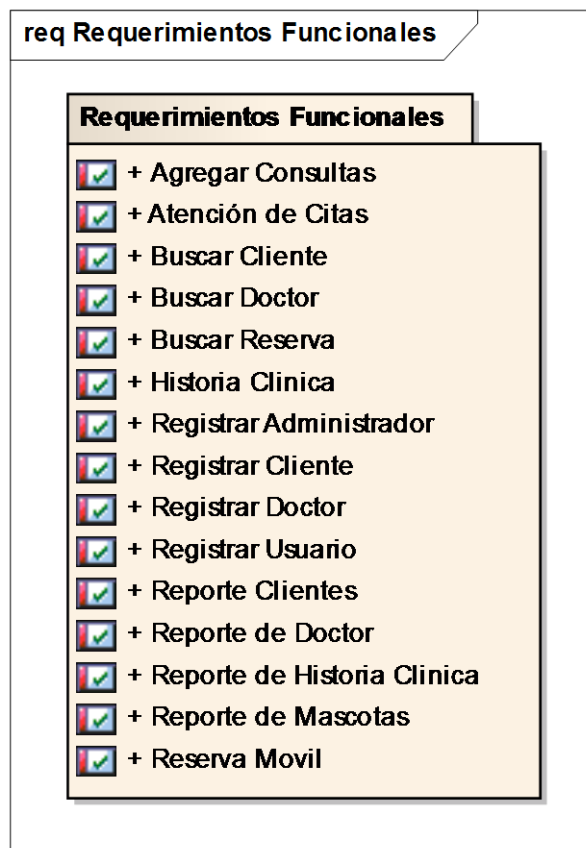 req Requerimientos Funcionales
Requerimientos Funcionales
+ Agregar Consultas
+ Atención de Citas
+ Buscar Cliente
+ Buscar Doctor
+ Buscar Reserva
+ Historia Clinica
+ Registrar Administrador
+ Registrar Cliente
+ Registrar Doctor
+ Registrar Usuario
+ Reporte Clientes
+ Reporte de Doctor
+ Reporte de Historia Clinica
+ Reporte de Mascotas
+ Reserva Movil